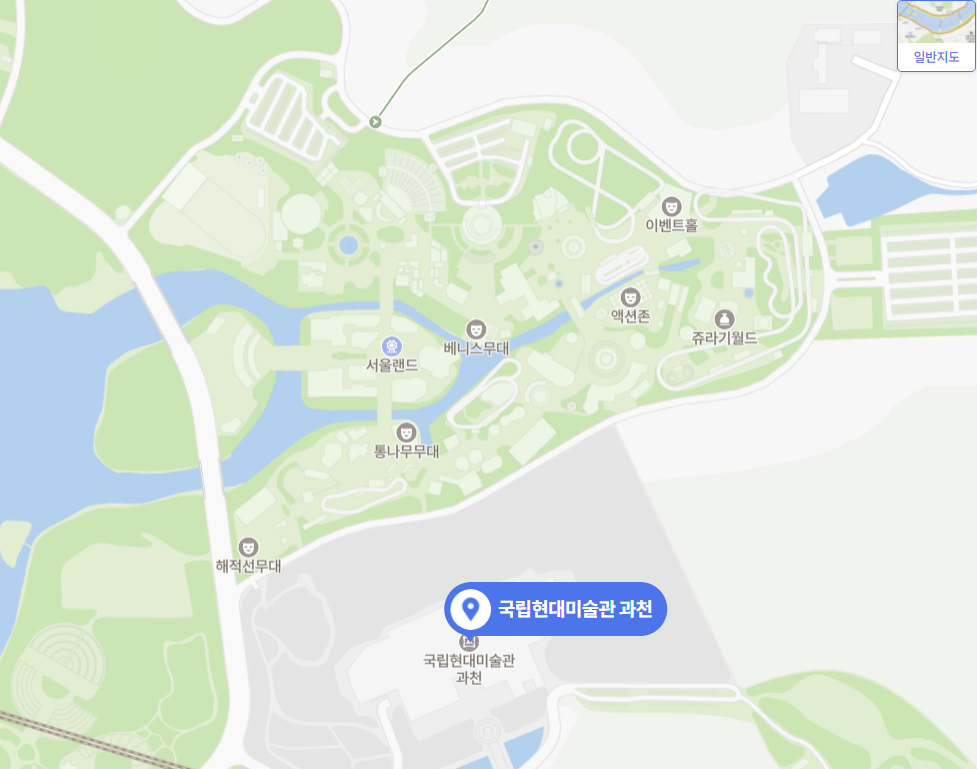 일반지도
이벤트홀
액션존
쥬라기월드
베니스무대
서울랜드
통나무무대
해적선무대
국립현대미술관 과천
국립현대미술관
과천